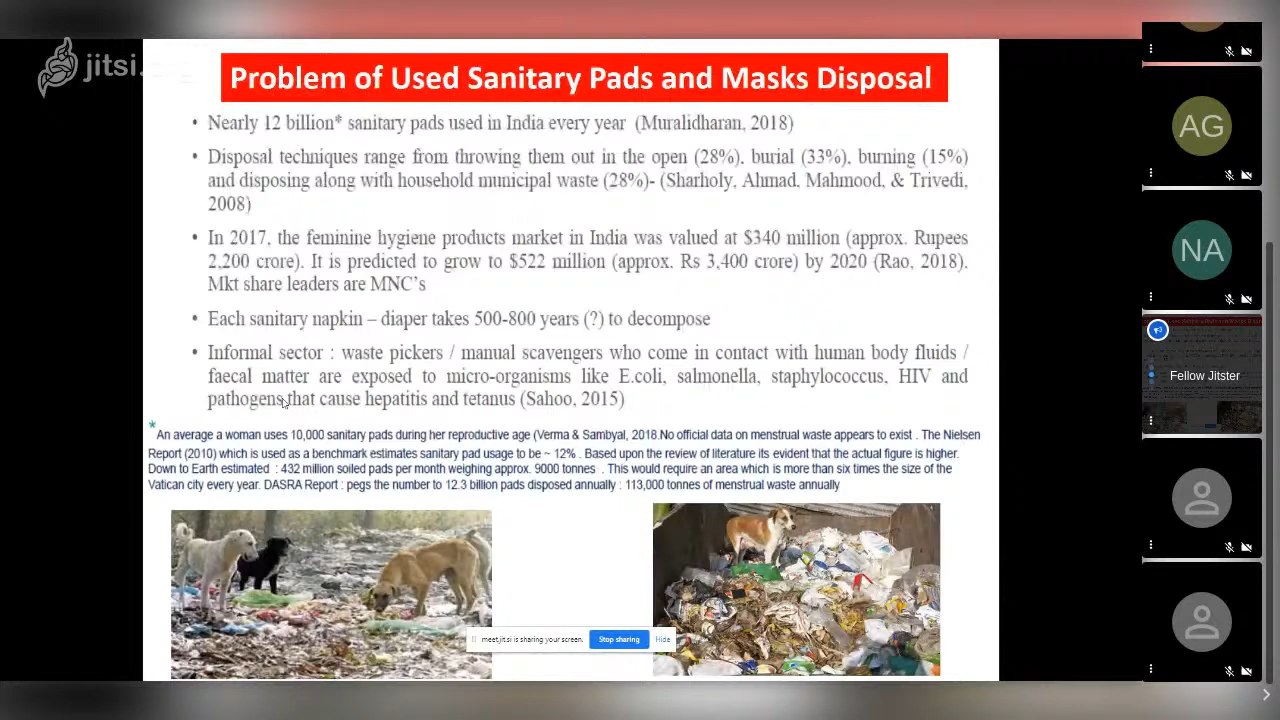 jitsi.
Problem of Used Sanitary Pads and Masks Disposal
• Nearly 12 billion* sanitary pads used in India every year (Muralidharan, 2018)
• Disposal techniques range from throwing them out in the open (28%), burial (33%), burning (15%)
and disposing along with household municipal waste (28%)- (Sharholy, Ahmad, Mahmood, & Trivedi,
2008)
• In 2017, the feminine hygiene products market in India was valued at $340 million (approx. Rupees
2,200 crore). It is predicted to grow to $522 million (approx. Rs 3,400 crore) by 2020 (Rao, 2018).
Mkt share leaders are MNC's
• Each sanitary napkin – diaper takes 500-800 years (?) to decompose
• Informal sector : waste pickers / manual scavengers who come in contact with human body fluids /
faecal matter are exposed to micro-organisms like E.coli, salmonella, staphylococcus, HIV and
pathogens that cause hepatitis and tetanus (Sahoo, 2015)
*An average a woman uses 10,000 sanitary pads during her reproductive age (Verma & Sambyal, 2018.No official data on menstrual waste appears to exist . The Nielsen
Report (2010) which is used as a benchmark estimates sanitary pad usage to be ~ 12% . Based upon the review of literature its evident that the actual figure is higher.
Down to Earth estimated : 432 million soiled pads per month weighing approx. 9000 tonnes . This would require an area which is more than six times the size of the
Vatican city every year. DASRA Report : pegs the number to 12.3 billion pads disposed annually : 113,000 tonnes of menstrual waste annually
meet.jit.si is sharing your screen.
Stop sharing
Hide
AG
NA
Fellow Jitster